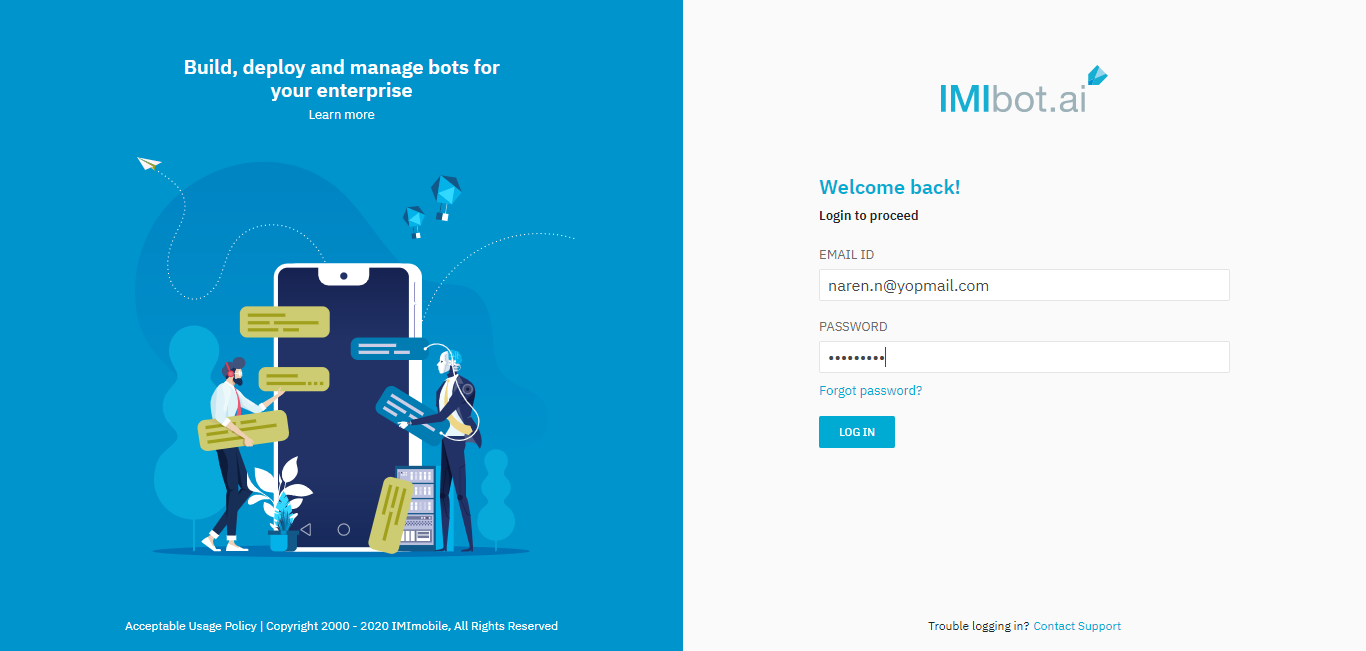 Build, deploy and manage bots for
your enterprise
Learn more
Acceptable Usage Policy | Copyright 2000 - 2020 IMImobile, All Rights Reserved
IMIbot.ai
Welcome back!
Login to proceed
EMAIL ID
naren.n@yopmail.com
PASSWORD
•••••••••
Forgot password?
LOG IN
Trouble logging in? Contact Support